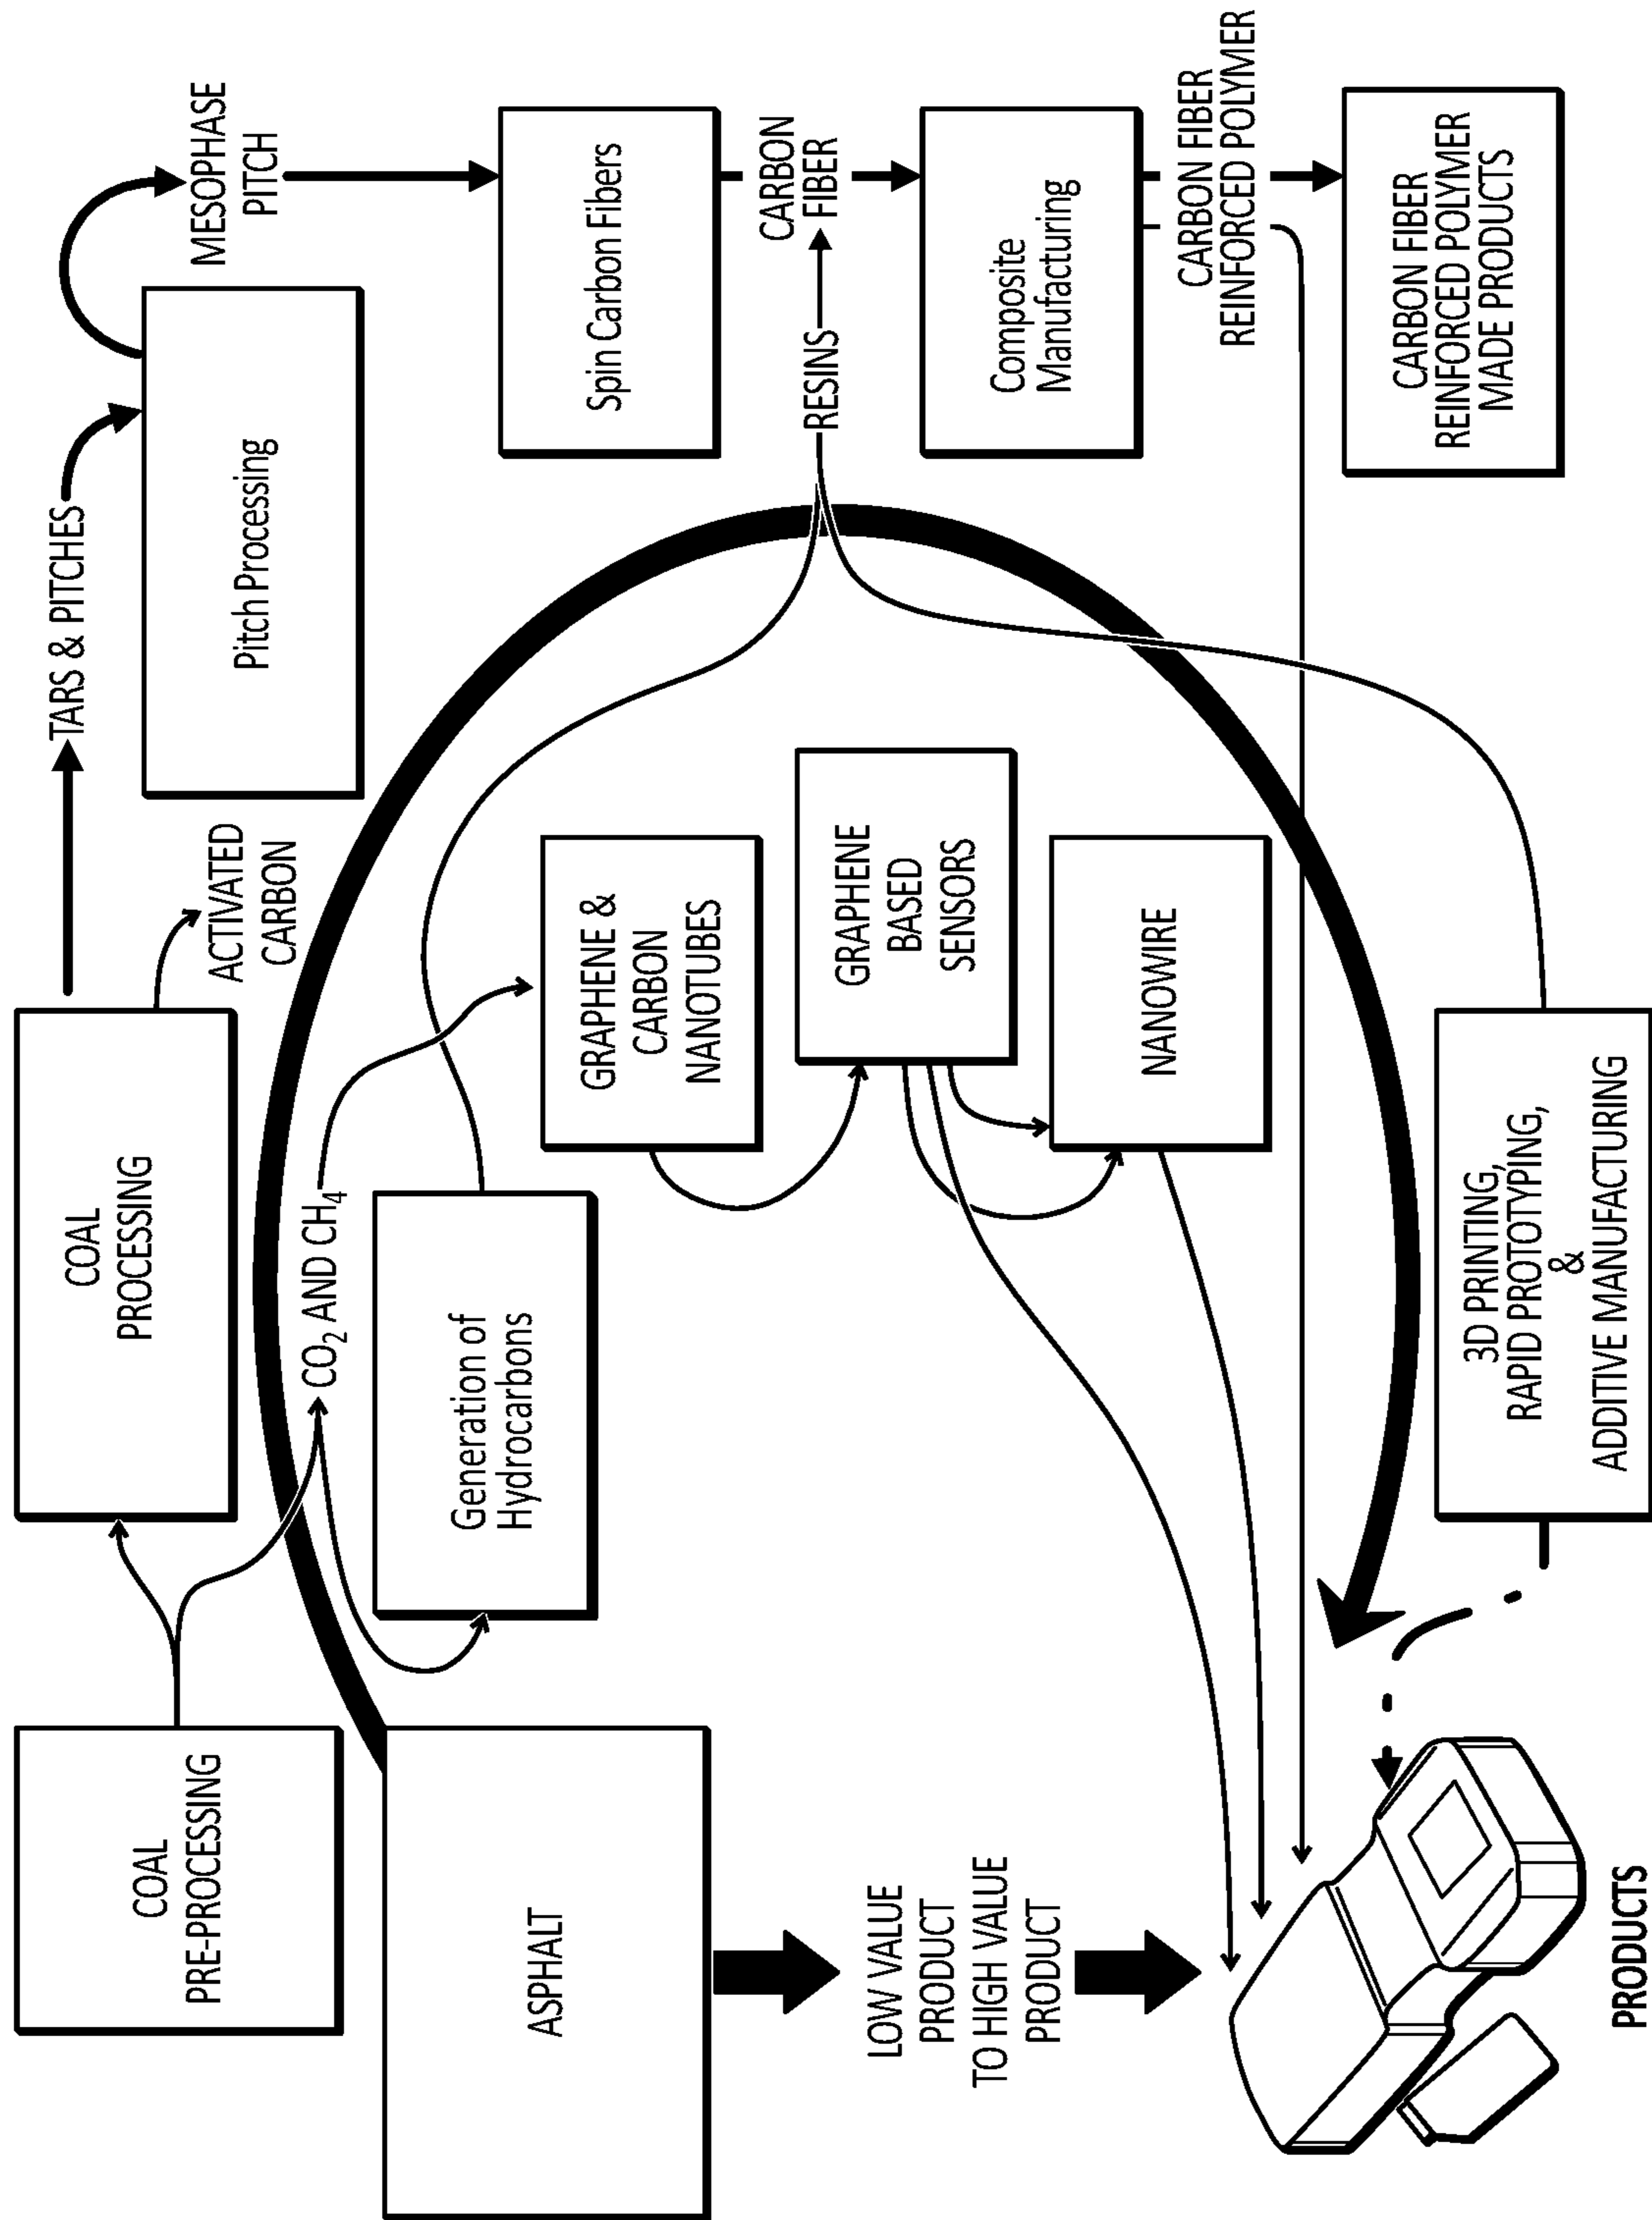 COAL
PRE-PROCESSING
COAL
PROCESSING
TARS & PITCHES
ACTIVATED
CARBON
Pitch Processing
MESOPHASE
PITCH
ASPHALT
CO₂ AND CH₄
Generation of
Hydrocarbons
GRAPHENE &
CARBON
NANOTUBES
Spin Carbon Fibers
LOW VALUE
PRODUCT
TO HIGH VALUE
PRODUCT
GRAPHENE
BASED
SENSORS
RESINS
CARBON
FIBER
NANOWIRE
Composite
Manufacturing
CARBON FIBER
REINFORCED POLYMER
PRODUCTS
3D PRINTING,
RAPID PROTOTYPING,
&
ADDITIVE MANUFACTURING
CARBON FIBER
REINFORCED POLYMER
MADE PRODUCTS